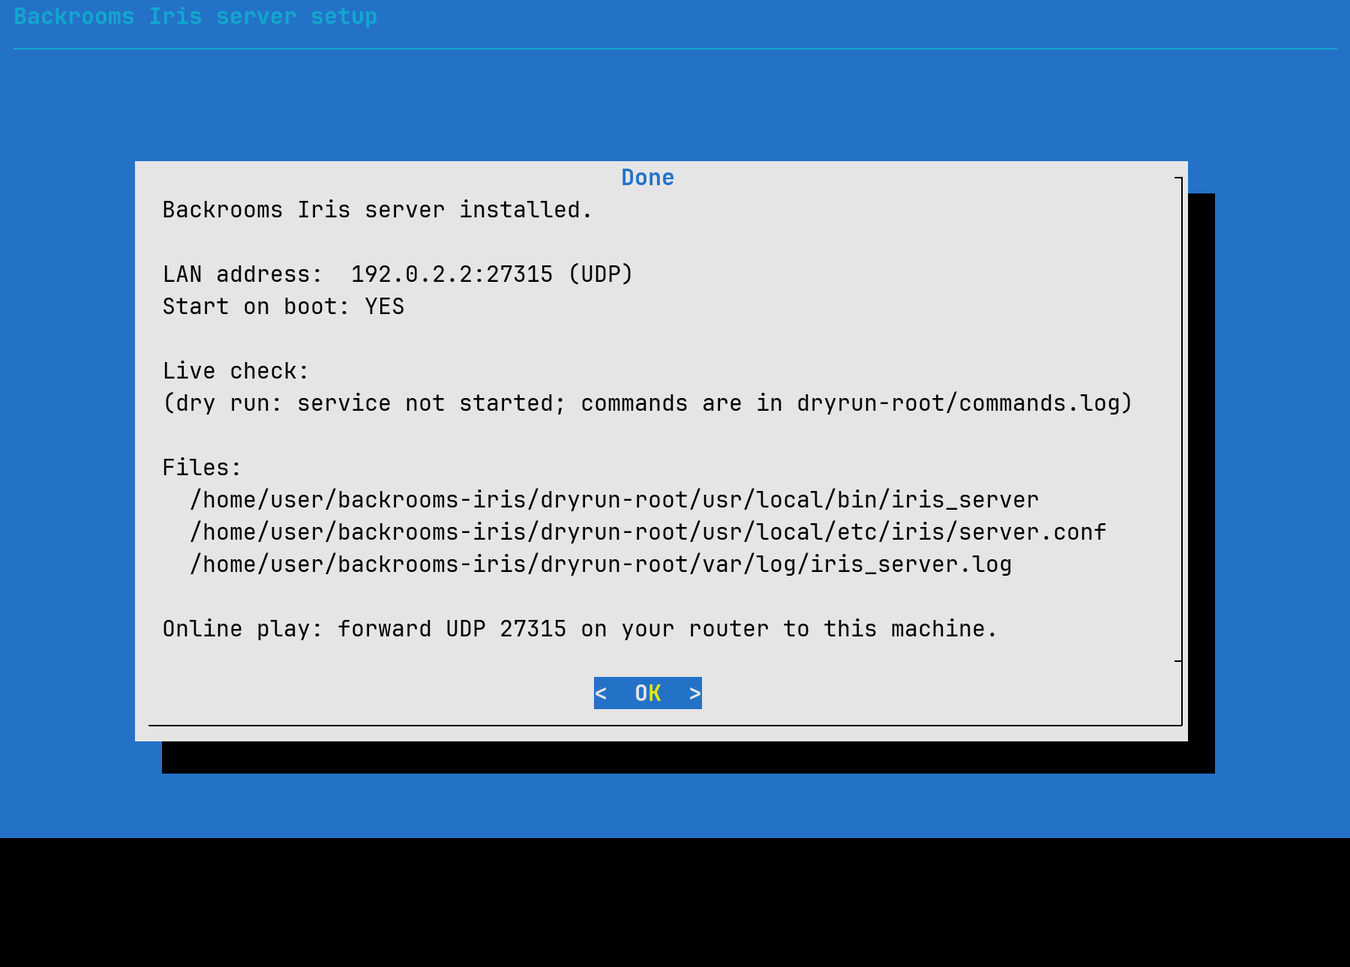 Backrooms Iris server setup
Done
Backrooms Iris server installed.
LAN address:  192.0.2.2:27315 (UDP)
Start on boot: YES
Live check:
(dry run: service not started; commands are in dryrun-root/commands.log)
Files:
  /home/user/backrooms-iris/dryrun-root/usr/local/bin/iris_server
  /home/user/backrooms-iris/dryrun-root/usr/local/etc/iris/server.conf
  /home/user/backrooms-iris/dryrun-root/var/log/iris_server.log
Online play: forward UDP 27315 on your router to this machine.
<  OK  >